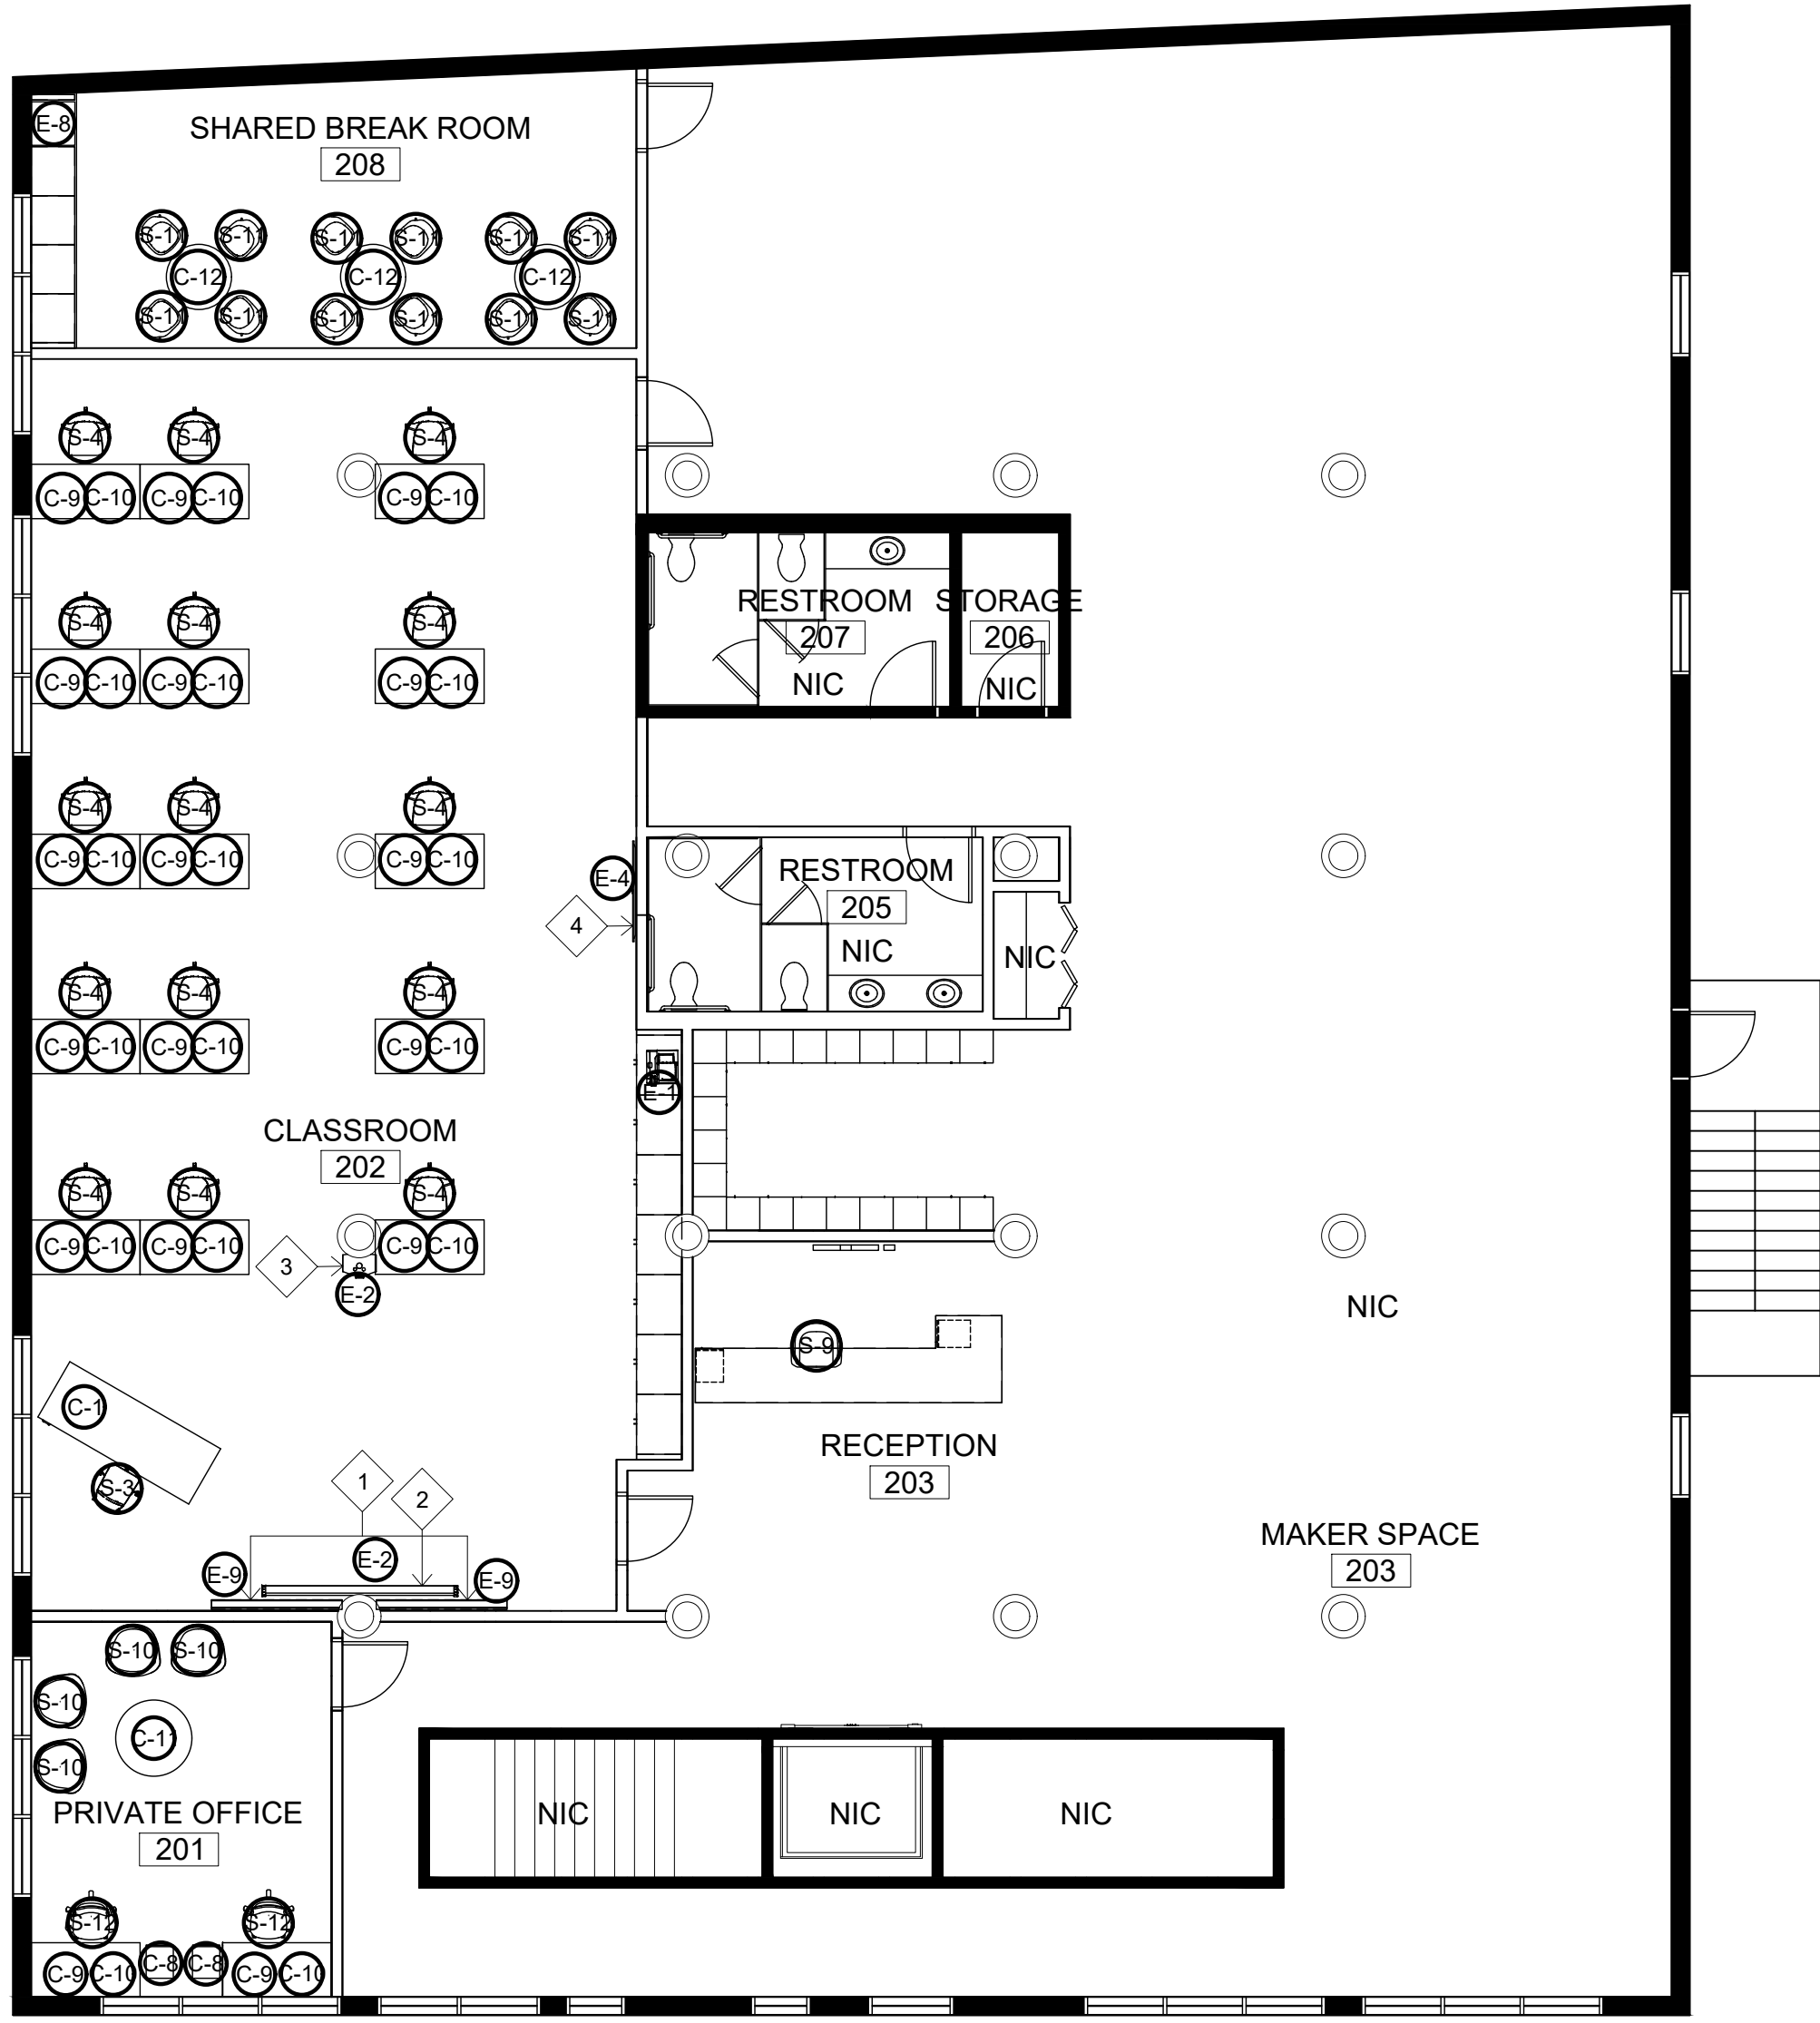 E-8
SHARED BREAK ROOM
208
S-11 S-11 S-11 S-11 S-11 S-11
C-12 C-12 C-12
S-11 S-11 S-11 S-11 S-11 S-11
S-4 S-4 S-4
C-9 C-10 C-9 C-10 C-9 C-10
RESTROOM
207
NIC
STORAGE
206
NIC
S-4 S-4 S-4
C-9 C-10 C-9 C-10 C-9 C-10
S-4 S-4 S-4
C-9 C-10 C-9 C-10 C-9 C-10
E-4
4
RESTROOM
205
NIC
NIC
S-4 S-4 S-4
C-9 C-10 C-9 C-10 C-9 C-10
E-1
CLASSROOM
202
S-4 S-4 S-4
C-9 C-10 C-9 C-10 C-9 C-10
3
E-2
NIC
S-9
C-1
RECEPTION
203
S-3
1
2
MAKER SPACE
203
E-9
E-2
E-9
S-10 S-10
S-10
C-11
S-10
PRIVATE OFFICE
201
NIC
NIC
NIC
S-12 S-12
C-9 C-10 C-8 C-8 C-9 C-10